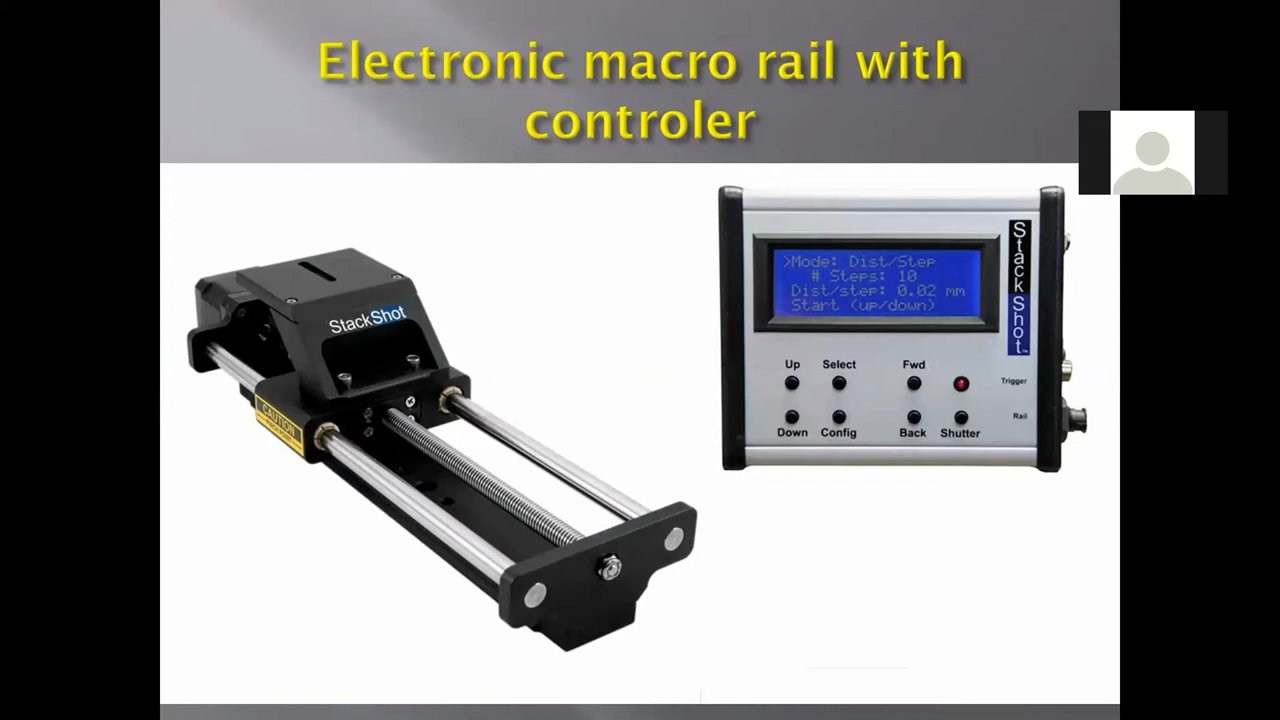 Electronic macro rail with
controler
StackShot
CAUTION
StackShot
>Mode: Dist/Step
# Steps: 10
Dist/step: 0.02 mm
Start (up/down)
Up
Select
Fwd
Trigger
Rail
Down
Config
Back
Shutter